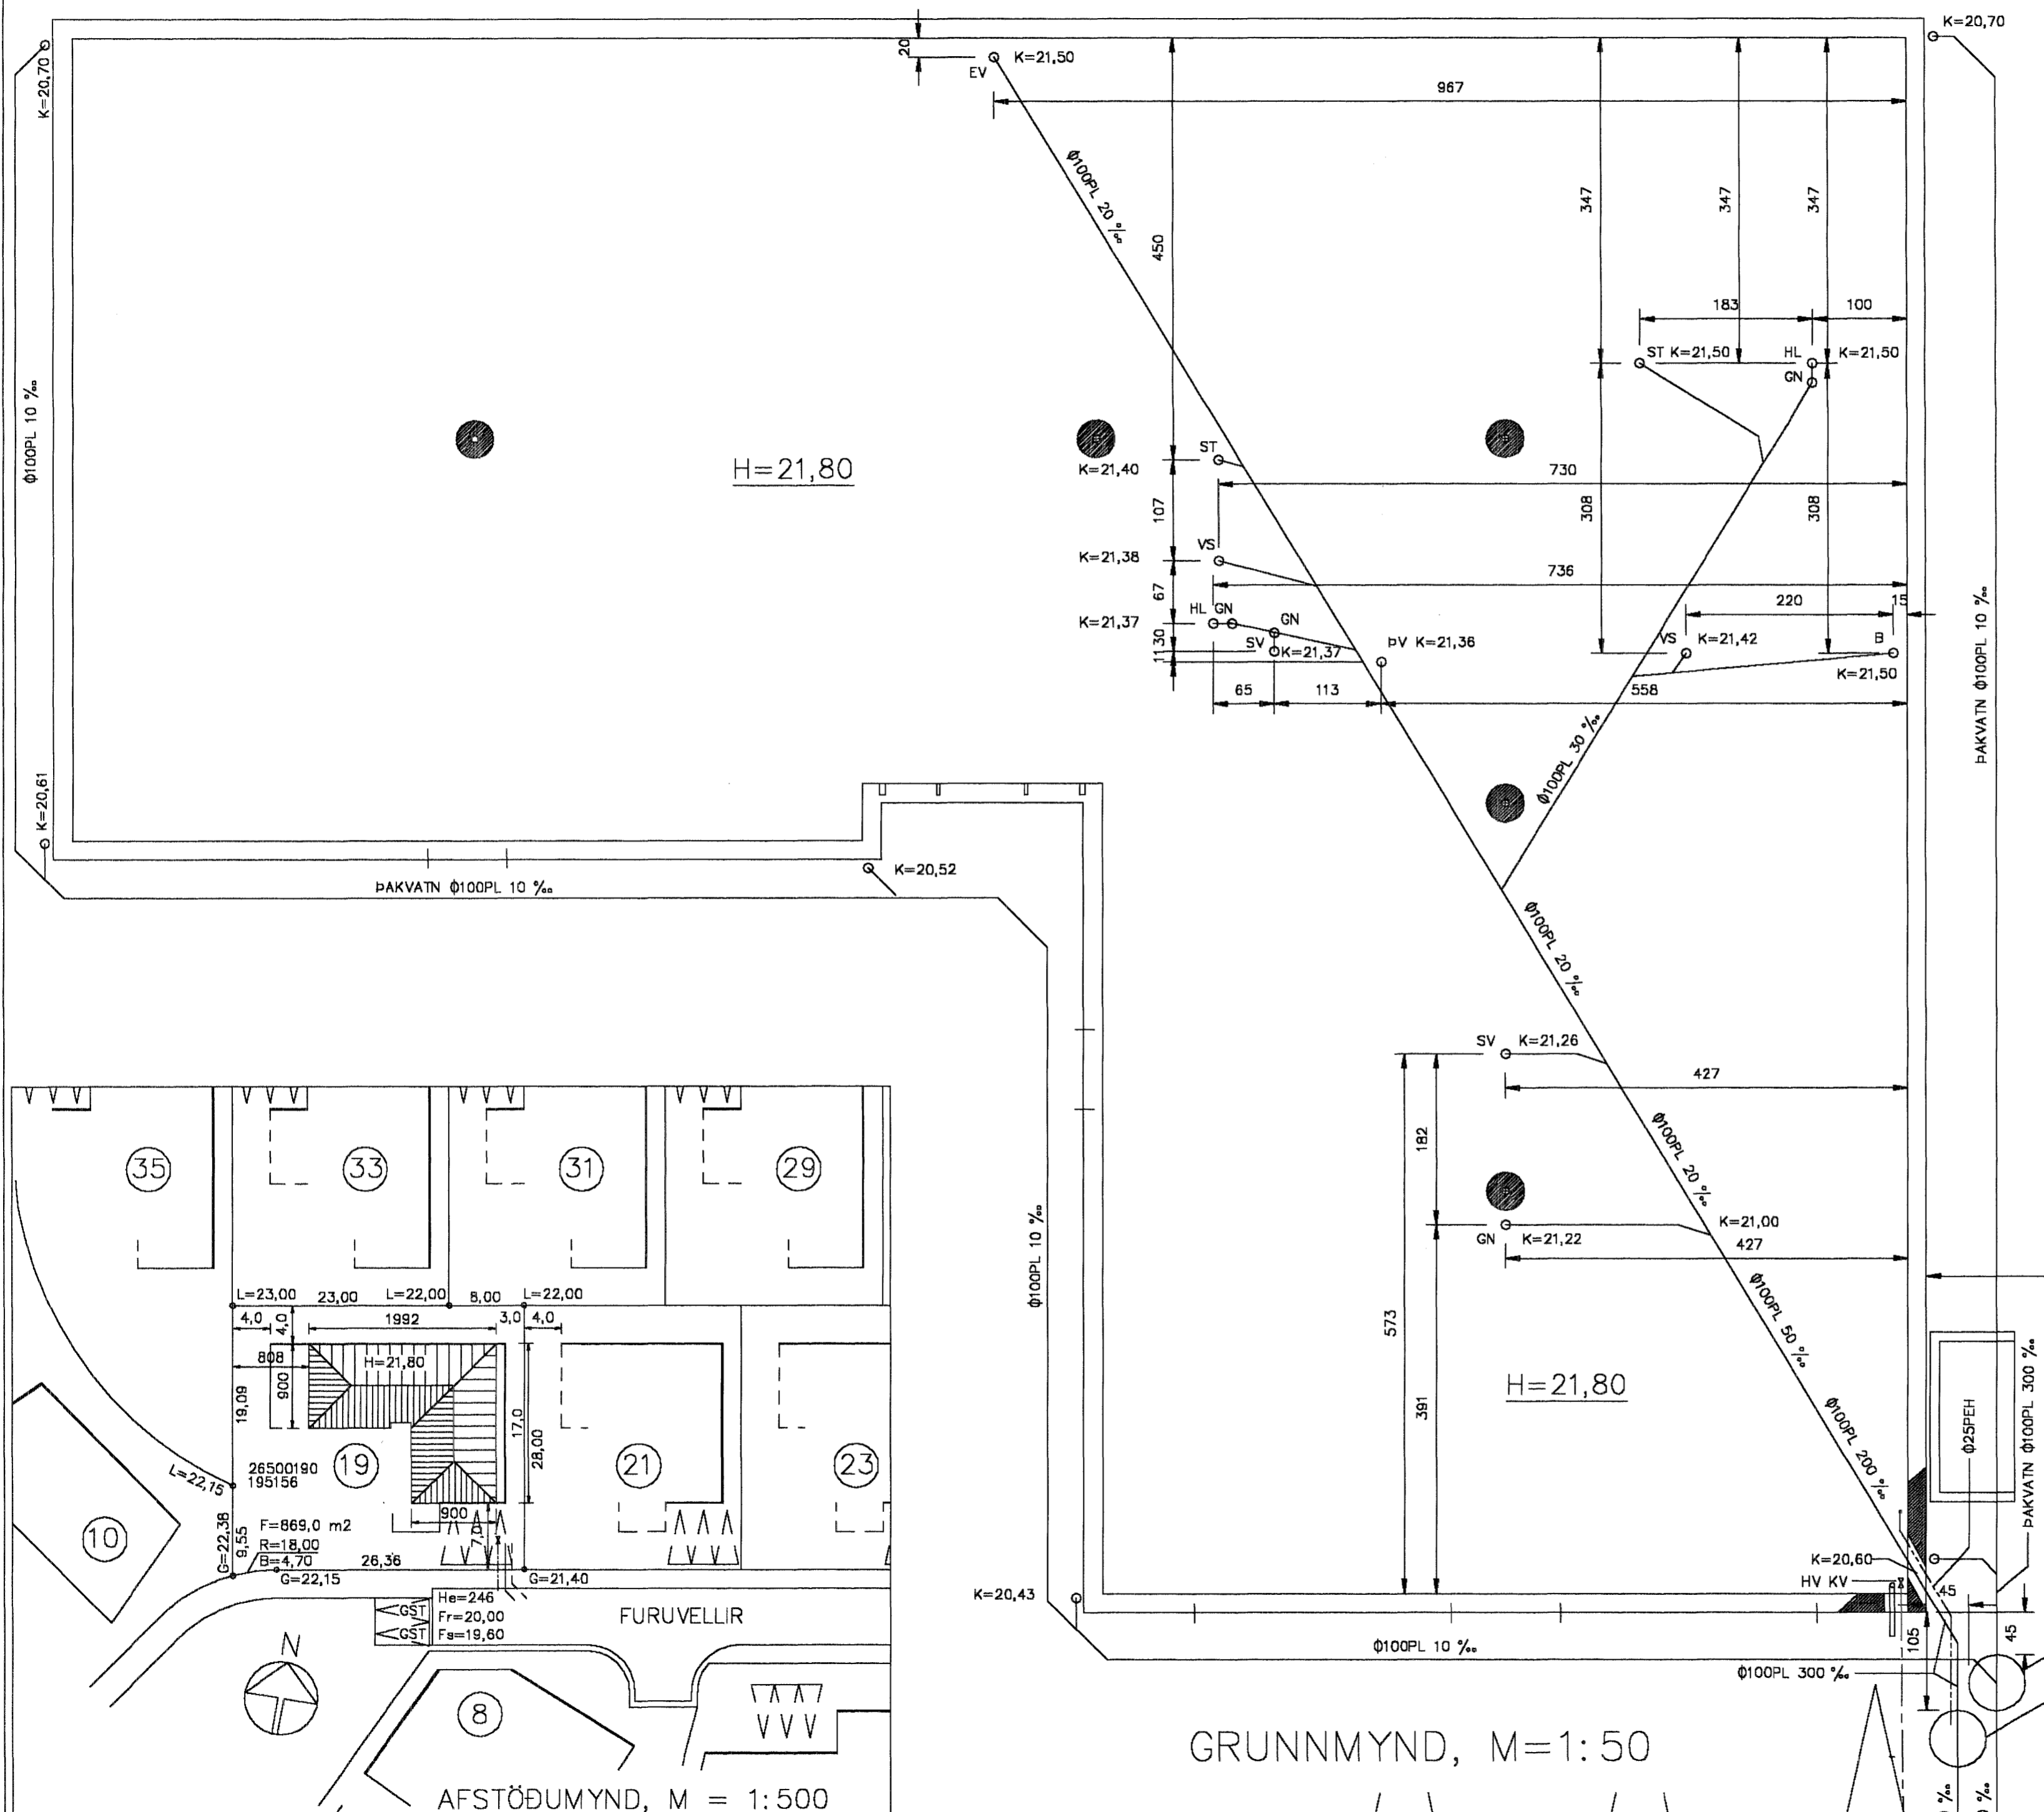 K=20,70
20
K=21,50
EV
967
K=20,70
Φ100PL 20 ‰
450
347
347
347
183
100
ST K=21,50
HL
K=21,50
GN
Φ100PL 10 ‰
H=21,80
ST
K=21,40
730
107
308
308
VS
K=21,38
736
67
220
15
HL GN
GN
K=21,37
30
SV
K=21,37
ÞV K=21,36
VS
K=21,42
B
11
K=21,50
65
113
558
ÞAKVATN Φ100PL 10 ‰
Φ100PL 30 ‰
K=20,61
K=20,52
ÞAKVATN Φ100PL 10 ‰
Φ100PL 20 ‰
SV
K=21,26
427
182
Φ100PL 20 ‰
K=21,00
GN
K=21,22
427
Φ100PL 10 ‰
Φ100PL 50 ‰
573
391
H=21,80
Φ100PL 200 ‰
Φ25PEH
ÞAKVATN Φ100PL 300 ‰
K=20,60
HV KV
45
K=20,43
105
45
Φ100PL 10 ‰
Φ100PL 300 ‰
GRUNNMYND, M=1:50
35
33
31
29
L=23,00
23,00
L=22,00
8,00
L=22,00
4,0
4,0
1992
3,0
4,0
808
H=21,80
900
19,09
17,0
28,00
L=22,15
26500190
195156
19
21
23
10
900
7,0
F=869,0 m2
R=18,00
B=4,70
26,36
G=22,38
9,55
G=22,15
G=21,40
He=246
GST
Fr=20,00
GST
Fs=19,60
FURUVELLIR
N
8
AFSTÖÐUMYND, M = 1:500
‰
‰